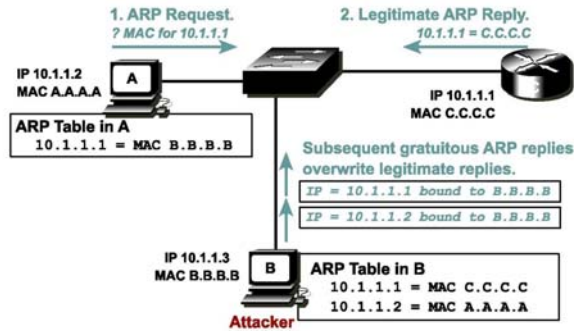 1. ARP Request.
? MAC for 10.1.1.1
2. Legitimate ARP Reply.
10.1.1.1 = C.C.C.C
IP 10.1.1.2
MAC A.A.A.A
A
IP 10.1.1.1
MAC C.C.C.C
ARP Table in A
10.1.1.1 = MAC B.B.B.B
Subsequent gratuitous ARP replies
overwrite legitimate replies.
IP = 10.1.1.1 bound to B.B.B.B
IP = 10.1.1.2 bound to B.B.B.B
IP 10.1.1.3
MAC B.B.B.B
B
Attacker
ARP Table in B
10.1.1.1 = MAC C.C.C.C
10.1.1.2 = MAC A.A.A.A